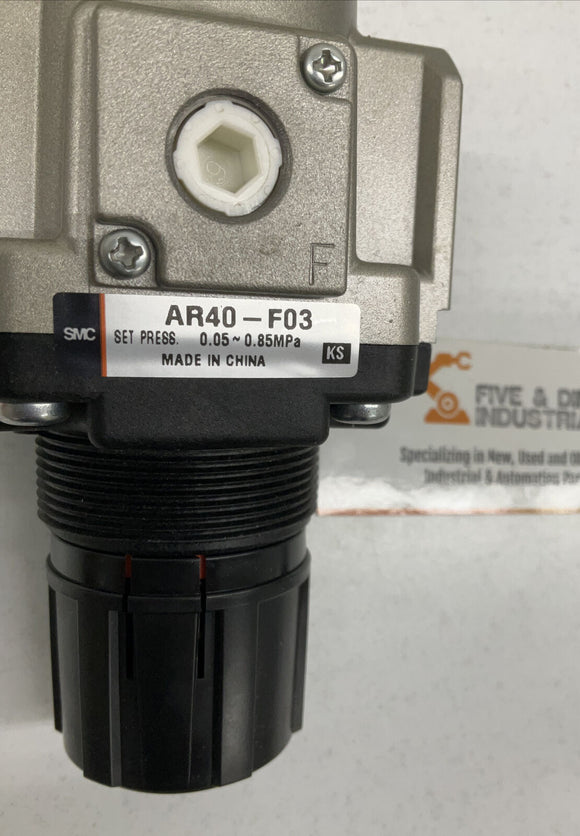 F
AR40-F03
SMC
SET PRESS. 0.05~0.85MPa
MADE IN CHINA
KS
FIVE & DI
INDUSTRIA
Specializing in New, Used and
Industrial & Automation Par